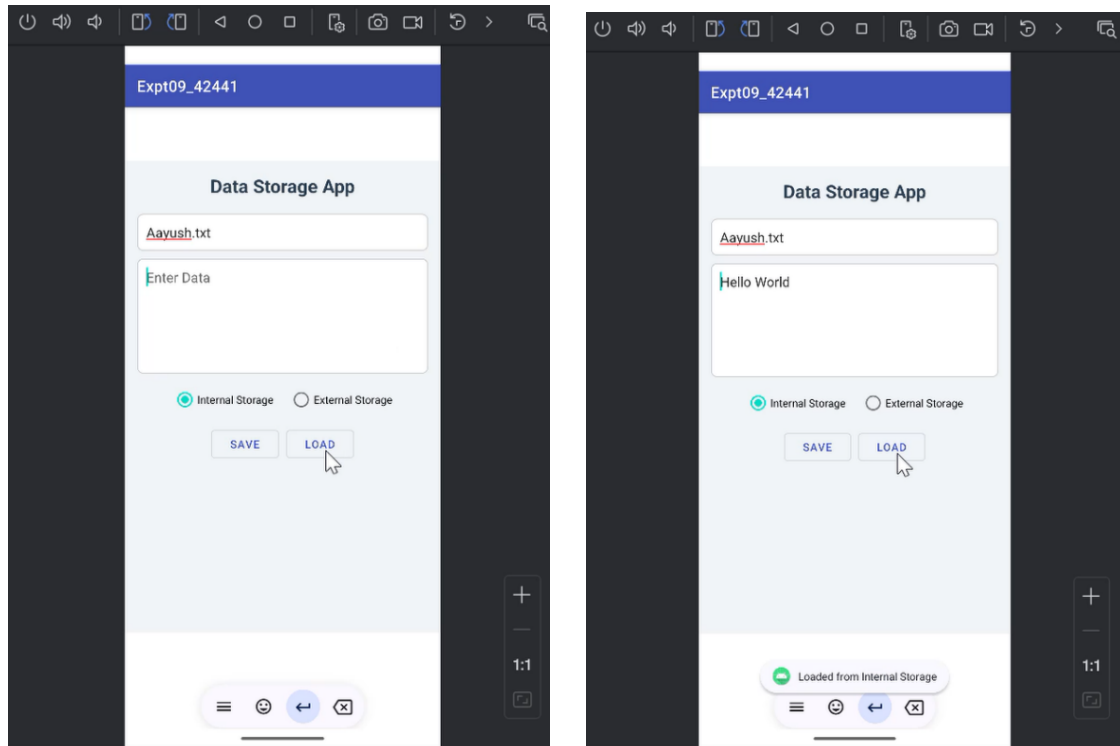 Expt09_42441
Data Storage App
Aayush.txt
Enter Data
Internal Storage External Storage
SAVE LOAD
1:1
Expt09_42441
Data Storage App
Aayush.txt
Hello World
Internal Storage External Storage
SAVE LOAD
Loaded from Internal Storage
1:1